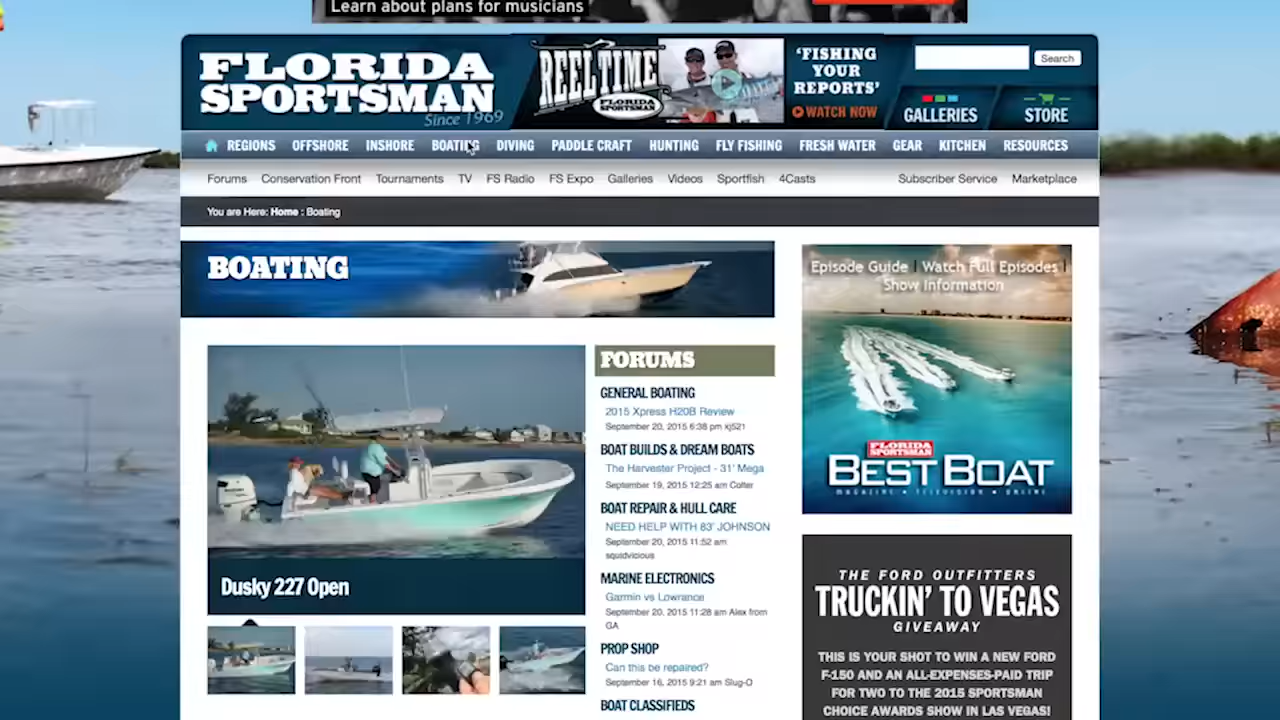 Learn about plans for musicians
FLORIDA
SPORTSMAN
Since 1969
REEL TIME
FLORIDA
SPORTSMAN
'FISHING
YOUR
REPORTS'
WATCH NOW
Search
GALLERIES
STORE
REGIONS OFFSHORE INSHORE BOATING DIVING PADDLE CRAFT HUNTING FLY FISHING FRESH WATER GEAR KITCHEN RESOURCES
Forums Conservation Front Tournaments TV FS Radio FS Expo Galleries Videos Sportfish 4Casts Subscriber Service Marketplace
You are Here: Home : Boating
BOATING
Dusky 227 Open
FORUMS
GENERAL BOATING
2015 Xpress H20B Review
September 20, 2015 6:38 pm xj521
BOAT BUILDS & DREAM BOATS
The Harvester Project - 31' Mega
September 19, 2015 12:25 am Colter
BOAT REPAIR & HULL CARE
NEED HELP WITH 83' JOHNSON
September 20, 2015 11:52 am
squidvicious
MARINE ELECTRONICS
Garmin vs Lowrance
September 20, 2015 11:28 am Alex from
GA
PROP SHOP
Can this be repaired?
September 16, 2015 9:21 am Slug-O
BOAT CLASSIFIEDS
Episode Guide | Watch Full Episodes |
Show Information
FLORIDA
SPORTSMAN
BEST BOAT
MAGAZINE • TELEVISION • ONLINE
THE FORD OUTFITTERS
TRUCKIN' TO VEGAS
GIVEAWAY
THIS IS YOUR SHOT TO WIN A NEW FORD
F-150 AND AN ALL-EXPENSES-PAID TRIP
FOR TWO TO THE 2015 SPORTSMAN
CHOICE AWARDS SHOW IN LAS VEGAS!